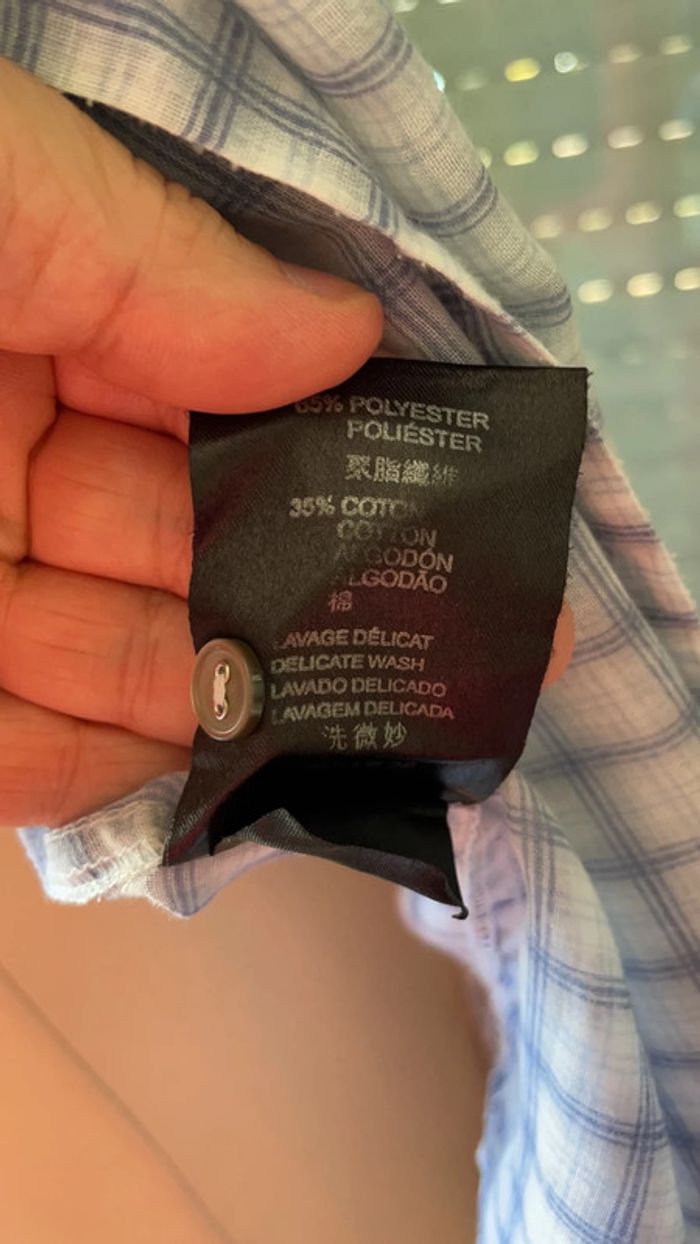 65% POLYESTER
POLIÉSTER
聚脂纖維
35% COTON
COTTON
ALGODÓN
ALGODÃO
棉
LAVAGE DÉLICAT
DELICATE WASH
LAVADO DELICADO
LAVAGEM DELICADA
洗微妙